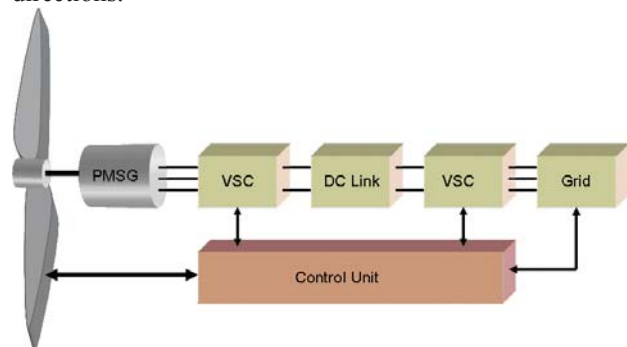 directions.
PMSG
VSC
DC Link
VSC
Grid
Control Unit